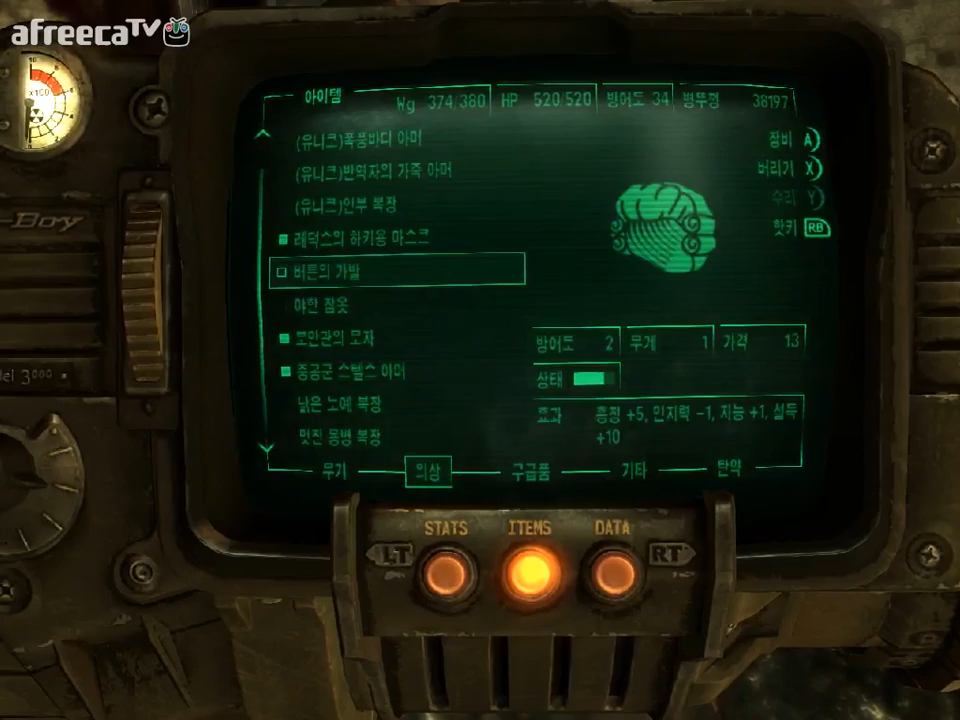 afreecaTV
아이템 Wg 374/380 HP 520/520 방어도 34 병뚜껑 38197
(유니크)폭풍바디 아머
장비 A)
(유니크)반역자의 가죽 아머
버리기 X)
(유니크)인부 복장
수리 Y)
레덕스의 하키용 마스크
핫키 RB
버튼의 가발
야한 잠옷
보안관의 모자
방어도 2 무게 1 가격 13
중공군 스텔스 아머
상태
낡은 노예 복장
효과 흥정 +5, 인지력 -1, 지능 +1, 설득
멋진 용병 복장
+10
무기 의상 구급품 기타 탄약
-Boy
del 3000
x100
STATS ITEMS DATA
LT RT